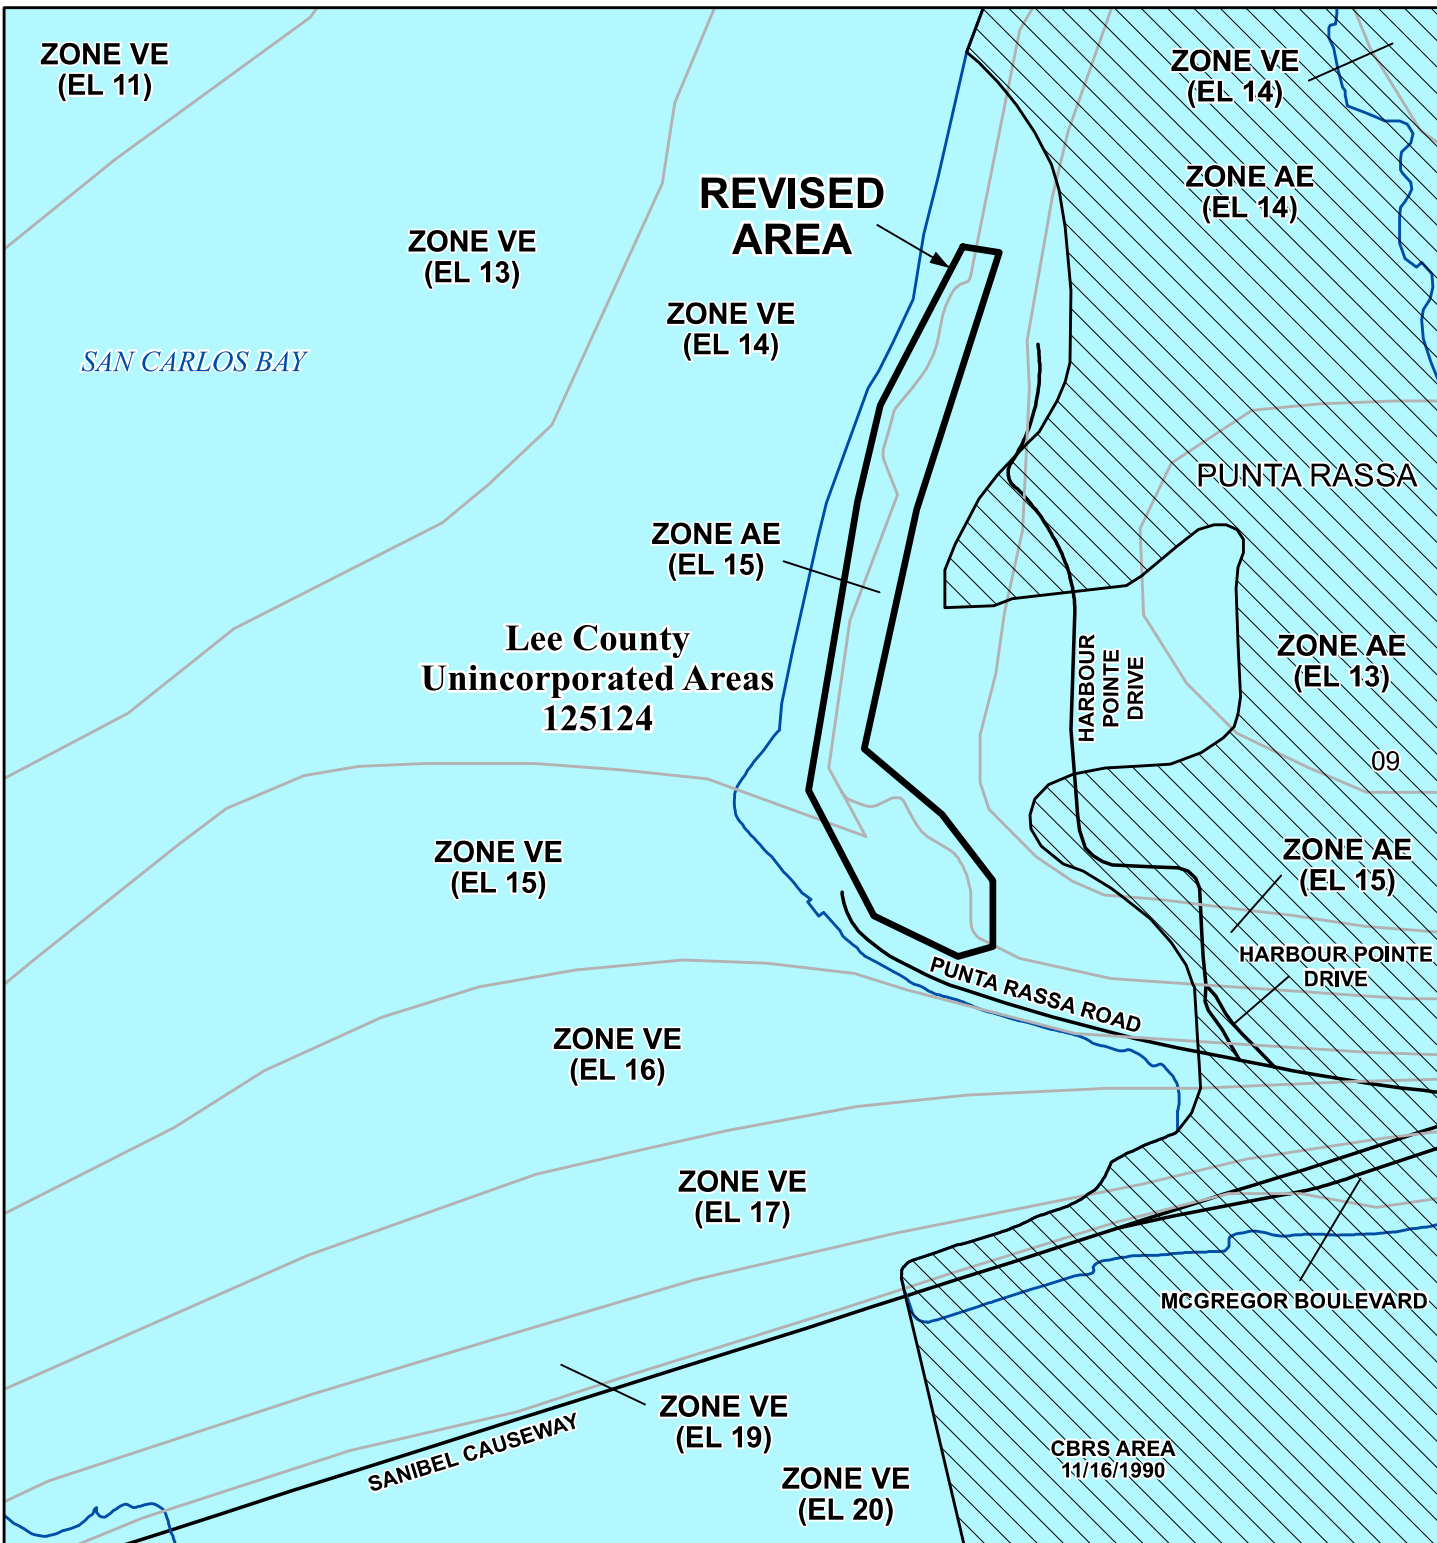 ZONE VE
(EL 11)
ZONE VE
(EL 14)
ZONE AE
(EL 14)
REVISED
AREA
ZONE VE
(EL 13)
ZONE VE
(EL 14)
SAN CARLOS BAY
PUNTA RASSA
ZONE AE
(EL 15)
Lee County
Unincorporated Areas
125124
HARBOUR
POINTE
DRIVE
ZONE AE
(EL 13)
09
ZONE VE
(EL 15)
ZONE AE
(EL 15)
HARBOUR POINTE
DRIVE
PUNTA RASSA ROAD
ZONE VE
(EL 16)
ZONE VE
(EL 17)
MCGREGOR BOULEVARD
ZONE VE
(EL 19)
SANIBEL CAUSEWAY
CBRS AREA
11/16/1990
ZONE VE
(EL 20)